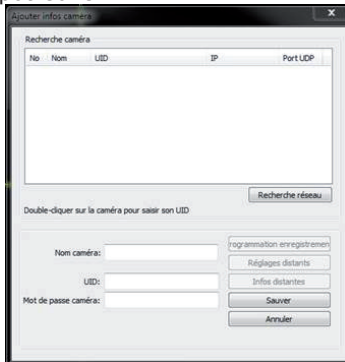 Ajouter infos caméra
x
Recherche caméra
No Nom UID IP Port UDP
Recherche réseau
Double-cliquer sur la caméra pour saisir son UID
Nom caméra:
rogrammation enregistremen
Réglages distants
UID:
Infos distantes
Mot de passe caméra:
Sauver
Annuler